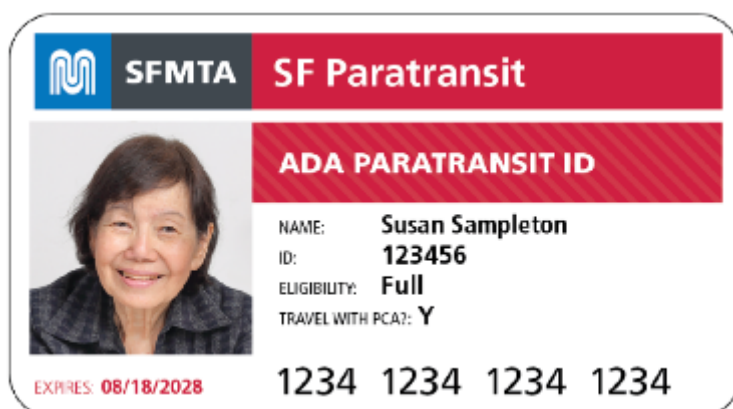 SFMTA SF Paratransit
ADA PARATRANSIT ID
NAME: Susan Sampleton
ID: 123456
ELIGIBILITY: Full
TRAVEL WITH PCA?: Y
EXPIRES: 08/18/2028
1234 1234 1234 1234